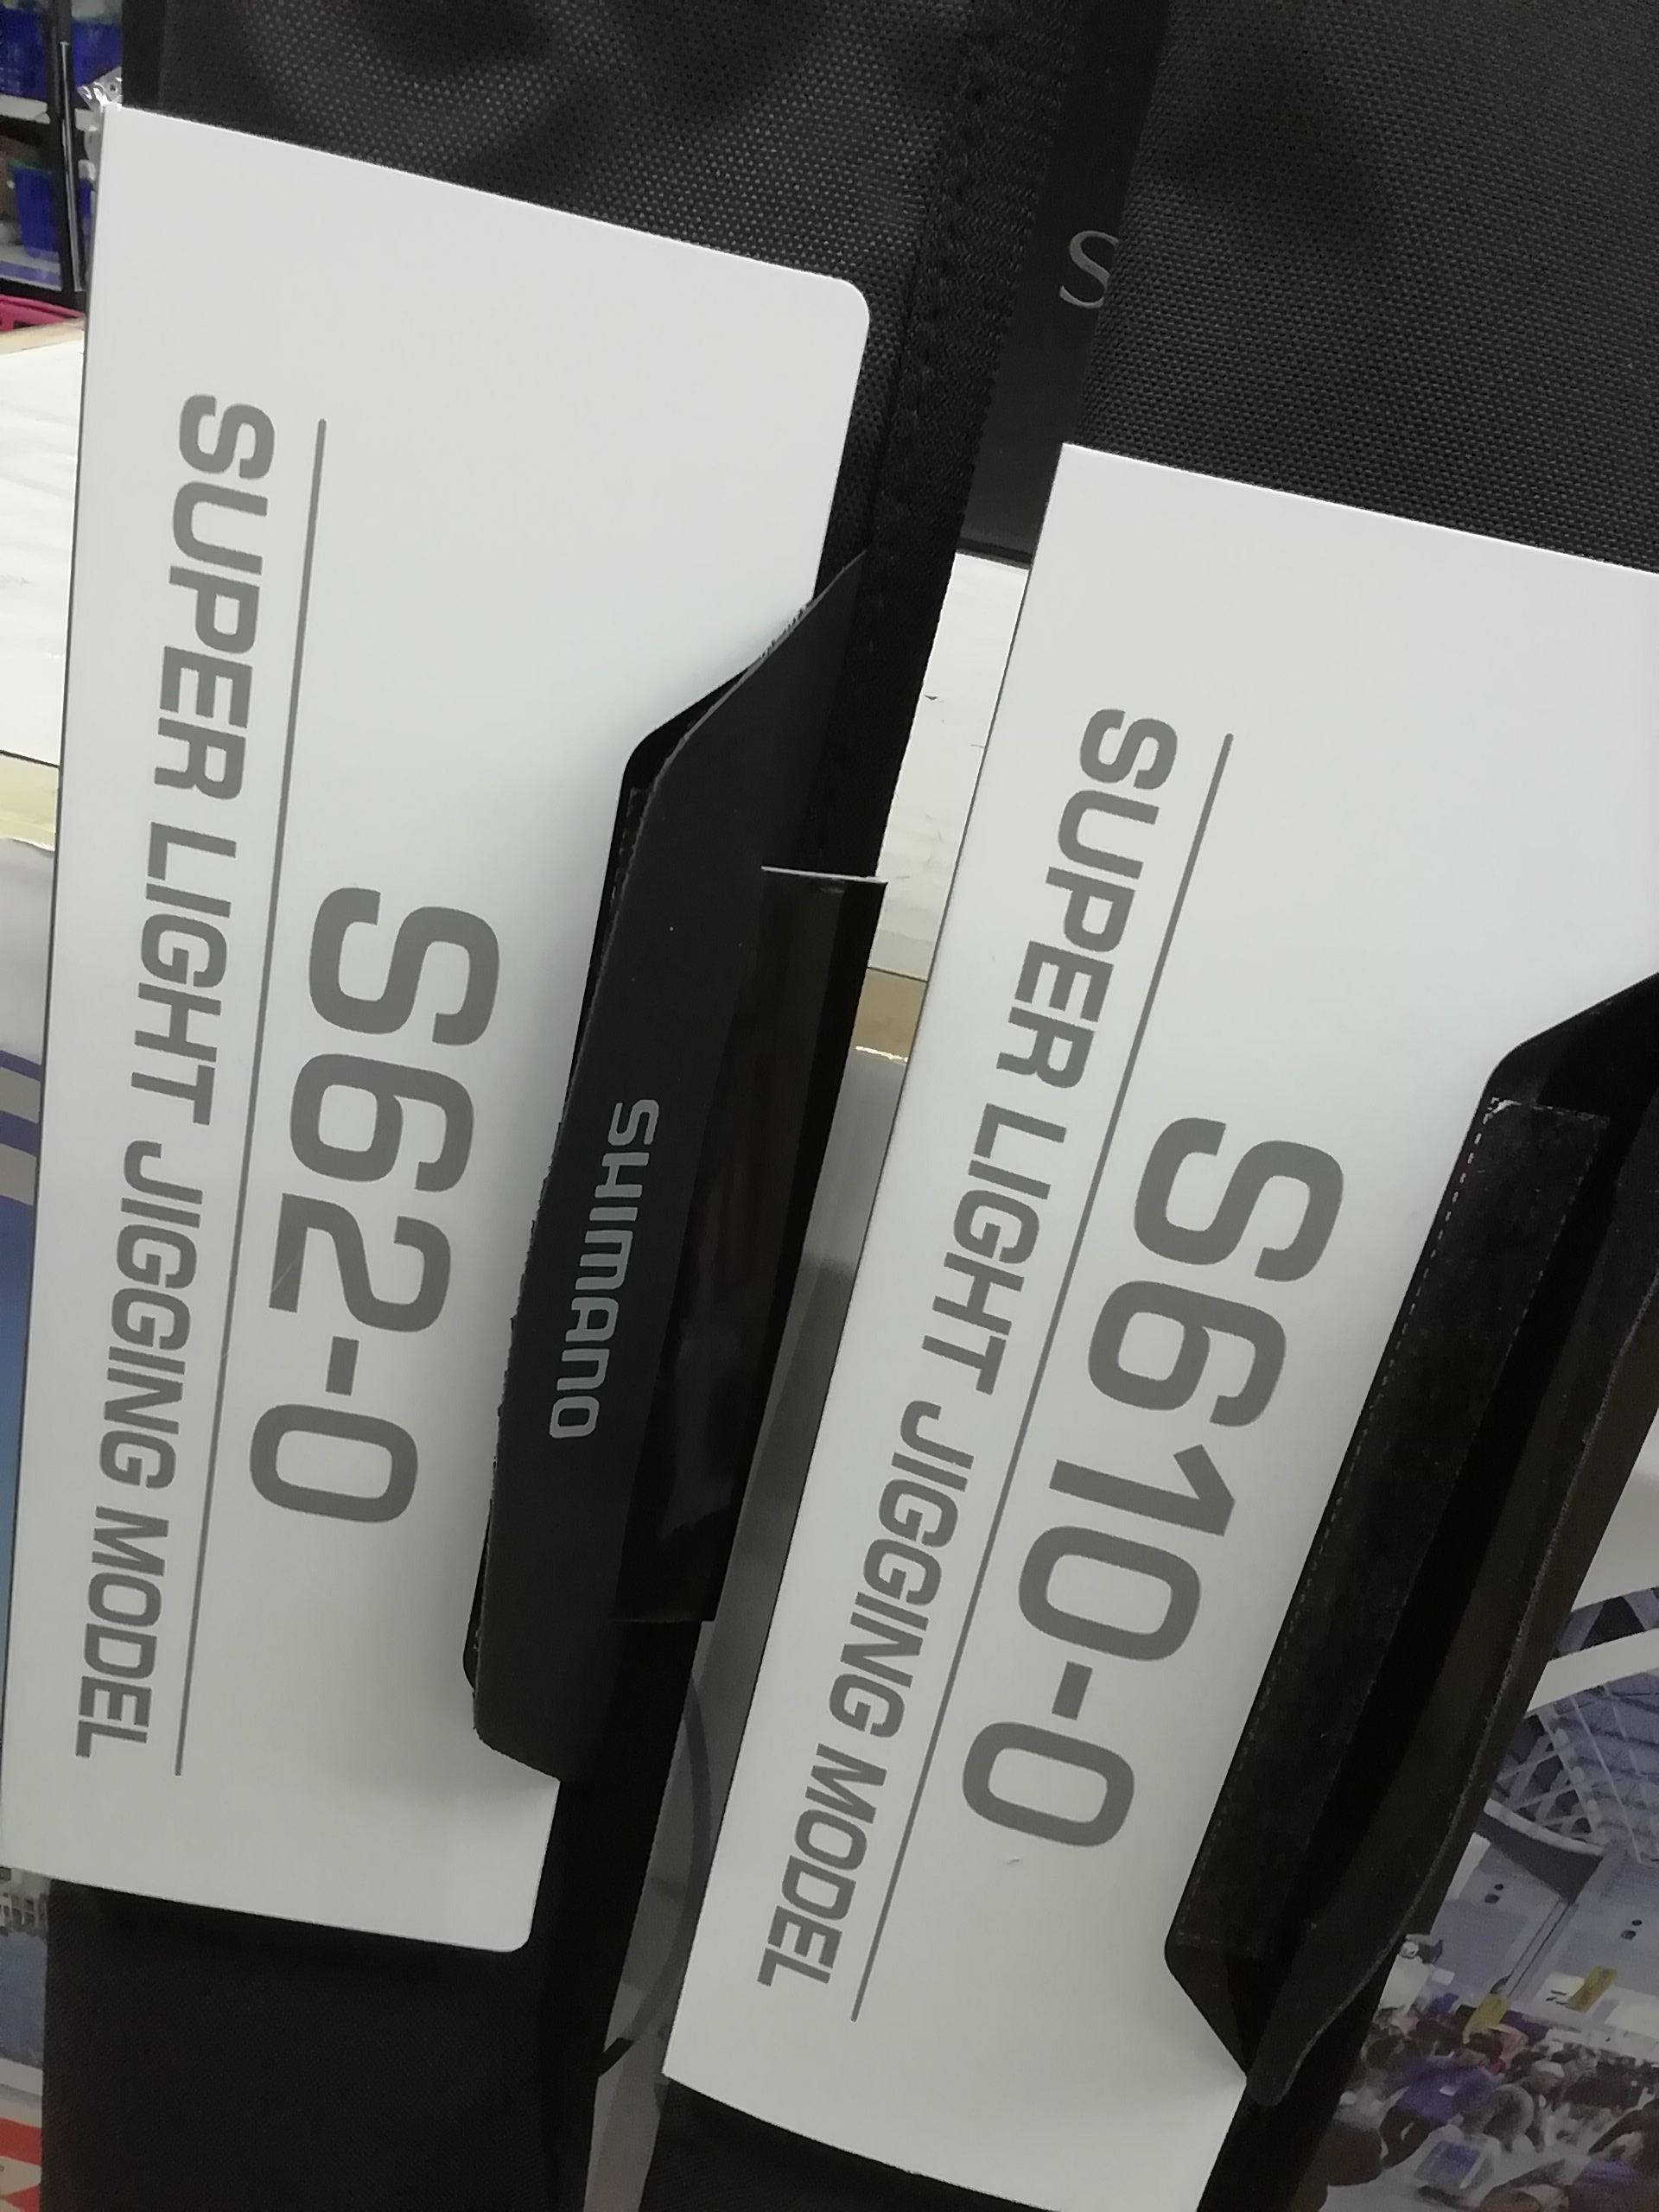 SUPER LIGHT JIGGING MODEL
S62-0
SHIMANO
S
SUPER LIGHT JIGGING MODEL
S610-0